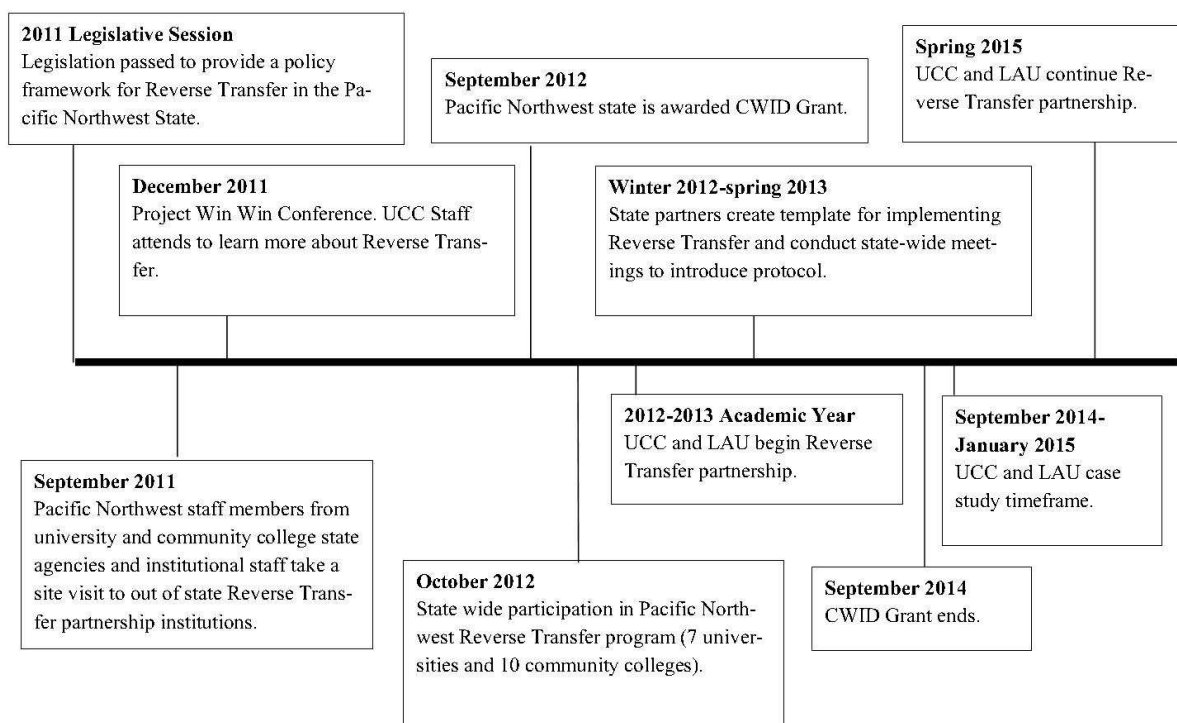 2011 Legislative Session
Legislation passed to provide a policy
framework for Reverse Transfer in the Pa-
cific Northwest State.
September 2012
Pacific Northwest state is awarded CWID Grant.
Spring 2015
UCC and LAU continue Re-
verse Transfer partnership.
December 2011
Project Win Win Conference. UCC Staff
attends to learn more about Reverse Trans-
fer.
Winter 2012-spring 2013
State partners create template for implementing
Reverse Transfer and conduct state-wide meet-
ings to introduce protocol.
September 2011
Pacific Northwest staff members from
university and community college state
agencies and institutional staff take a
site visit to out of state Reverse Trans-
fer partnership institutions.
October 2012
State wide participation in Pacific North-
west Reverse Transfer program (7 univer-
sities and 10 community colleges).
2012-2013 Academic Year
UCC and LAU begin Reverse
Transfer partnership.
September 2014
CWID Grant ends.
September 2014-
January 2015
UCC and LAU case
study timeframe.